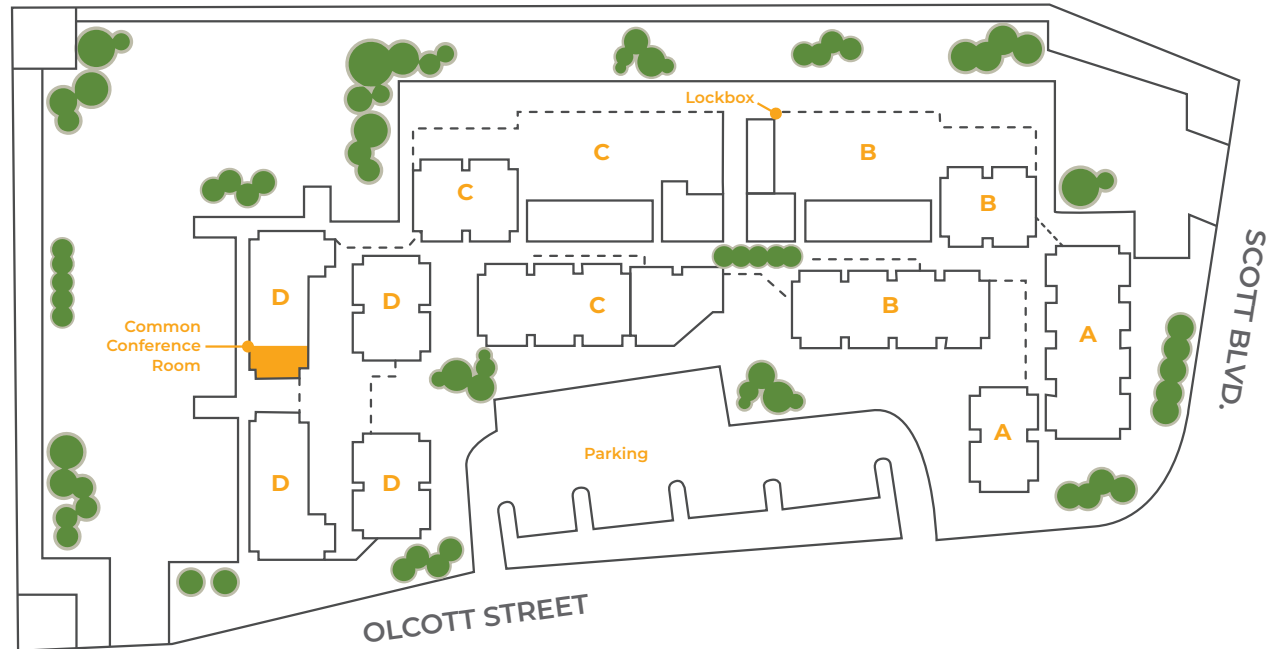 Lockbox
C
B
C
B
SCOTT BLVD.
D
D
C
B
Common
Conference
Room
A
A
Parking
D
D
OLCOTT STREET